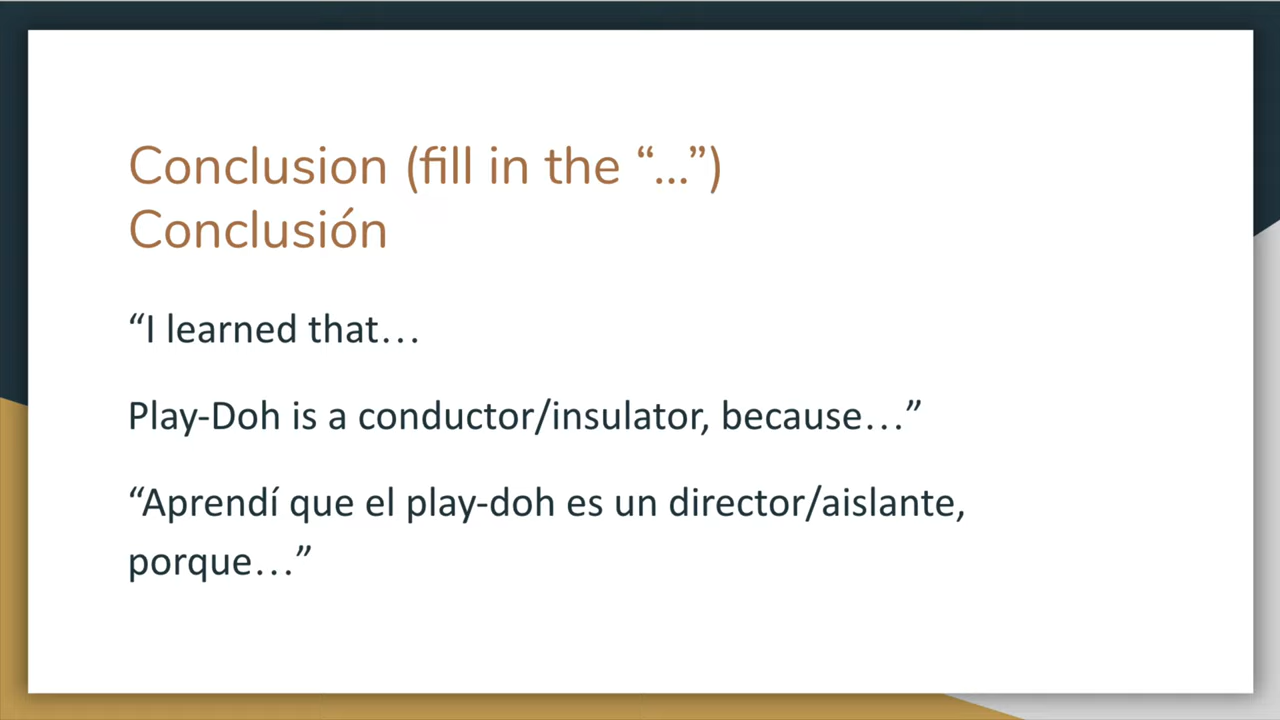 Conclusion (fill in the “...”)
Conclusión
“I learned that…
Play-Doh is a conductor/insulator, because…”
“Aprendí que el play-doh es un director/aislante,
porque…”